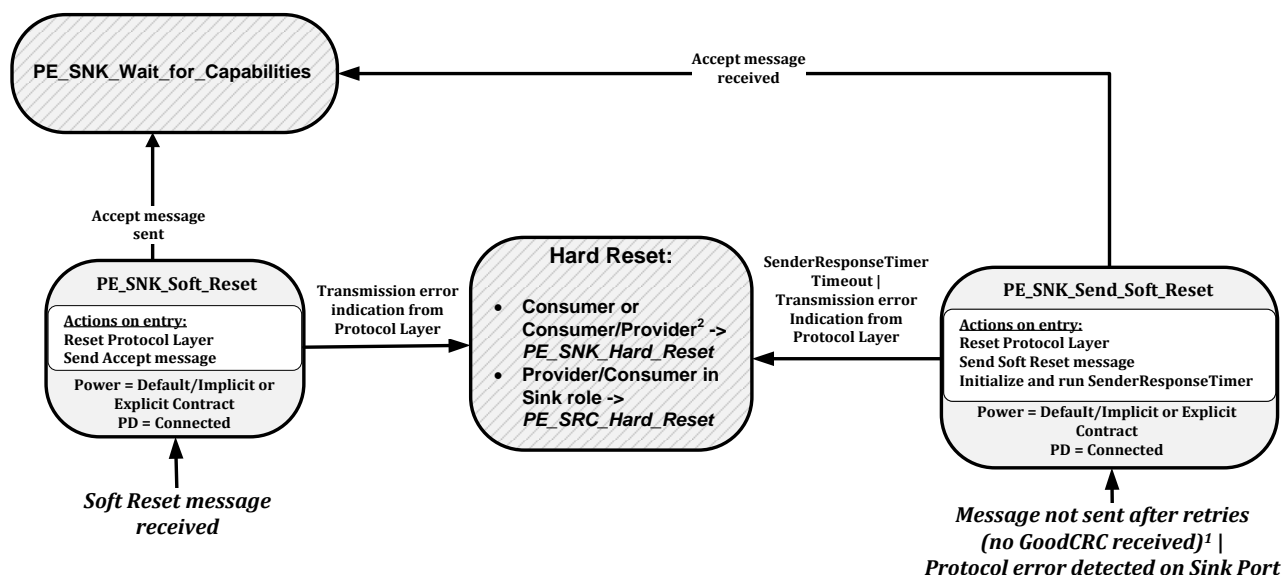 PE_SNK_Wait_for_Capabilities
Accept message
received
Accept message
sent
PE_SNK_Soft_Reset
Actions on entry:
Reset Protocol Layer
Send Accept message
Power = Default/Implicit or
Explicit Contract
PD = Connected
Soft Reset message
received
Transmission error
indication from
Protocol Layer
Hard Reset:
• Consumer or
Consumer/Provider² ->
PE_SNK_Hard_Reset
• Provider/Consumer in
Sink role ->
PE_SRC_Hard_Reset
SenderResponseTimer
Timeout |
Transmission error
Indication from
Protocol Layer
PE_SNK_Send_Soft_Reset
Actions on entry:
Reset Protocol Layer
Send Soft Reset message
Initialize and run SenderResponseTimer
Power = Default/Implicit or Explicit
Contract
PD = Connected
Message not sent after retries
(no GoodCRC received)¹ |
Protocol error detected on Sink Port